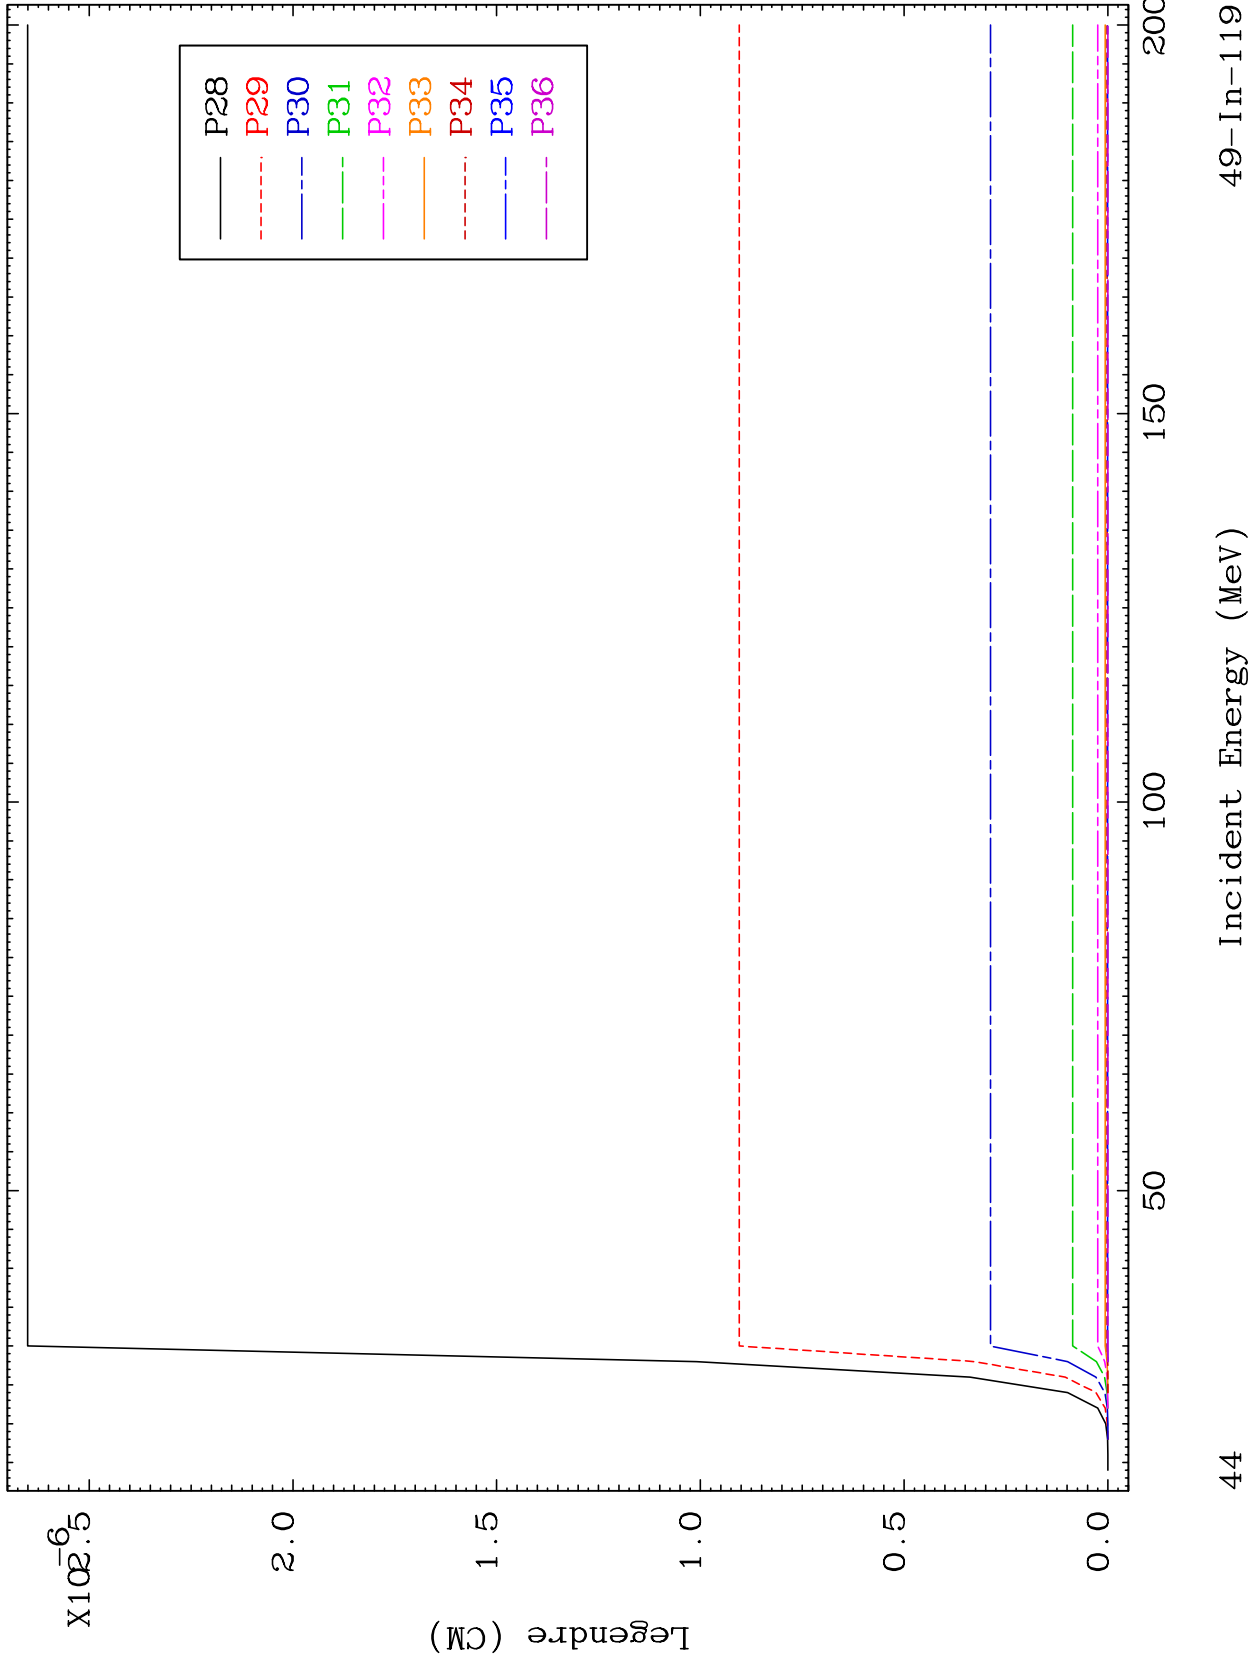 X10-6
2.5
2.0
1.5
1.0
0.5
0.0
Legendre (CM)
P28
P29
P30
P31
P32
P33
P34
P35
P36
50
100
150
200
Incident Energy (MeV)
44
49-In-119